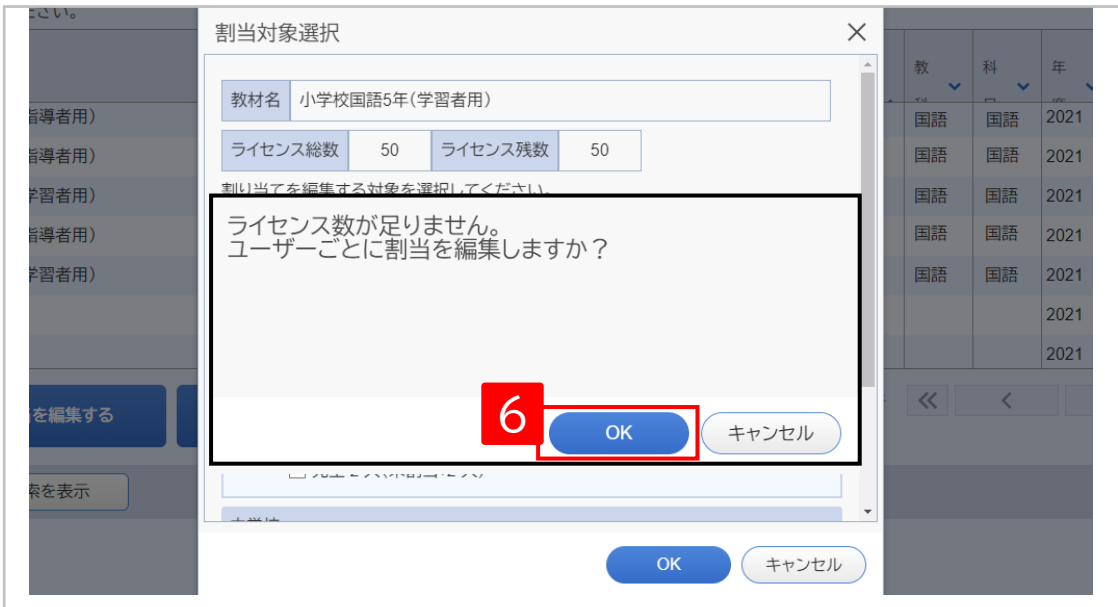 ださい。
割当対象選択
教材名 小学校国語5年(学習者用)
ライセンス総数 50 ライセンス残数 50
割り当てを編集する対象を選択してください。
ライセンス数が足りません。
ユーザーごとに割当を編集しますか？
6
OK キャンセル
OK キャンセル
教 科 年
指導者用) 国語 国語 2021
指導者用) 国語 国語 2021
学習者用) 国語 国語 2021
指導者用) 国語 国語 2021
学習者用) 国語 国語 2021
2021
2021
を編集する
索を表示